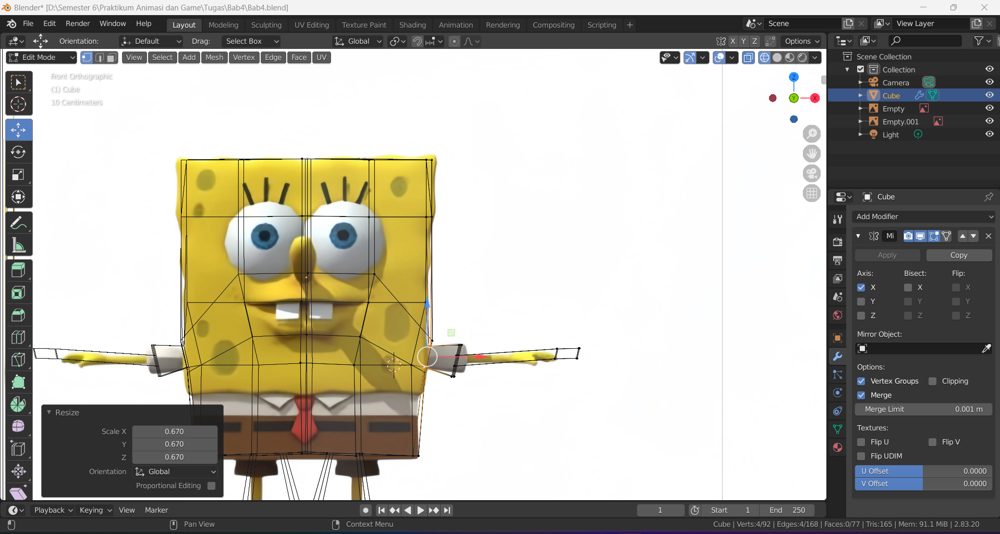 Blender* [D:\Semester 6\Praktikum Animasi dan Game\Tugas\Bab4\Bab4.blend]
File Edit Render Window Help Layout Modeling Sculpting UV Editing Texture Paint Shading Animation Rendering Compositing Scripting + Scene View Layer
Orientation: Default Drag: Select Box Global X Y Z Options
Edit Mode View Select Add Mesh Vertex Edge Face UV
Front Orthographic
(1) Cube
10 Centimeters
Z
Y
X
Resize
Scale X 0.670
Y 0.670
Z 0.670
Orientation Global
Proportional Editing
Scene Collection
Collection
Camera
Cube
Empty
Empty.001
Light
Cube
Add Modifier
Mi
Apply Copy
Axis: Bisect: Flip:
X X X
Y Y Y
Z Z Z
Mirror Object:
Options:
Vertex Groups Clipping
Merge
Merge Limit 0.001 m
Textures:
Flip U Flip V
Flip UDIM
U Offset 0.0000
V Offset 0.0000
Playback Keying View Marker 1 Start 1 End 250
Pan View Context Menu Cube | Verts:4/92 | Edges:4/168 | Faces:0/77 | Tris:165 | Mem: 91.1 MiB | 2.83.20